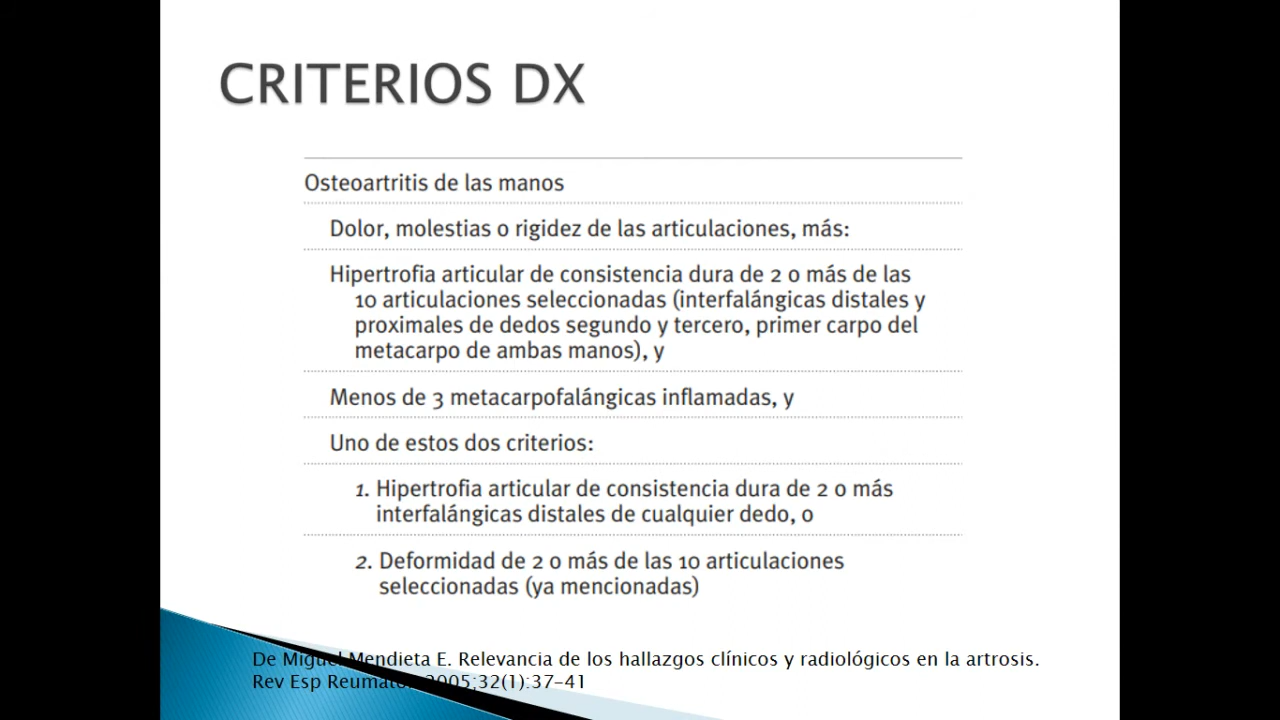 CRITERIOS DX
Osteoartritis de las manos
Dolor, molestias o rigidez de las articulaciones, más:
Hipertrofia articular de consistencia dura de 2 o más de las
10 articulaciones seleccionadas (interfalángicas distales y
proximales de dedos segundo y tercero, primer carpo del
metacarpo de ambas manos), y
Menos de 3 metacarpofalángicas inflamadas, y
Uno de estos dos criterios:
1. Hipertrofia articular de consistencia dura de 2 o más
interfalángicas distales de cualquier dedo, o
2. Deformidad de 2 o más de las 10 articulaciones
seleccionadas (ya mencionadas)
De Miguel Mendieta E. Relevancia de los hallazgos clínicos y radiológicos en la artrosis.
Rev Esp Reumatol 2005;32(1):37-41